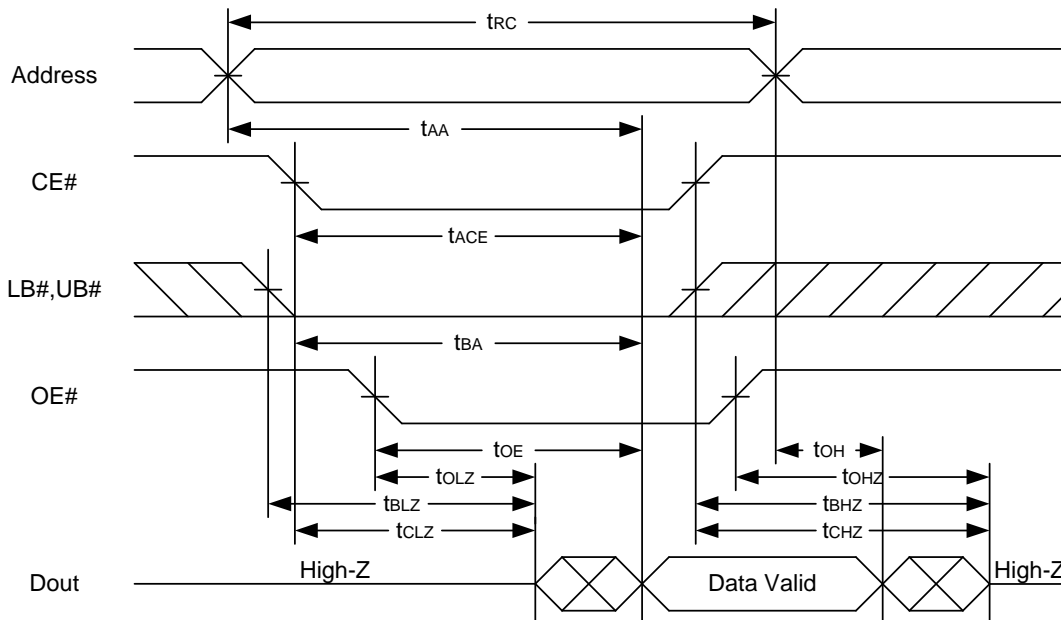 tRC
Address
tAA
CE#
tACE
LB#,UB#
tBA
OE#
tOE
tOH
tOLZ
tOHZ
tBLZ
tBHZ
tCLZ
tCHZ
High-Z
High-Z
Dout
Data Valid